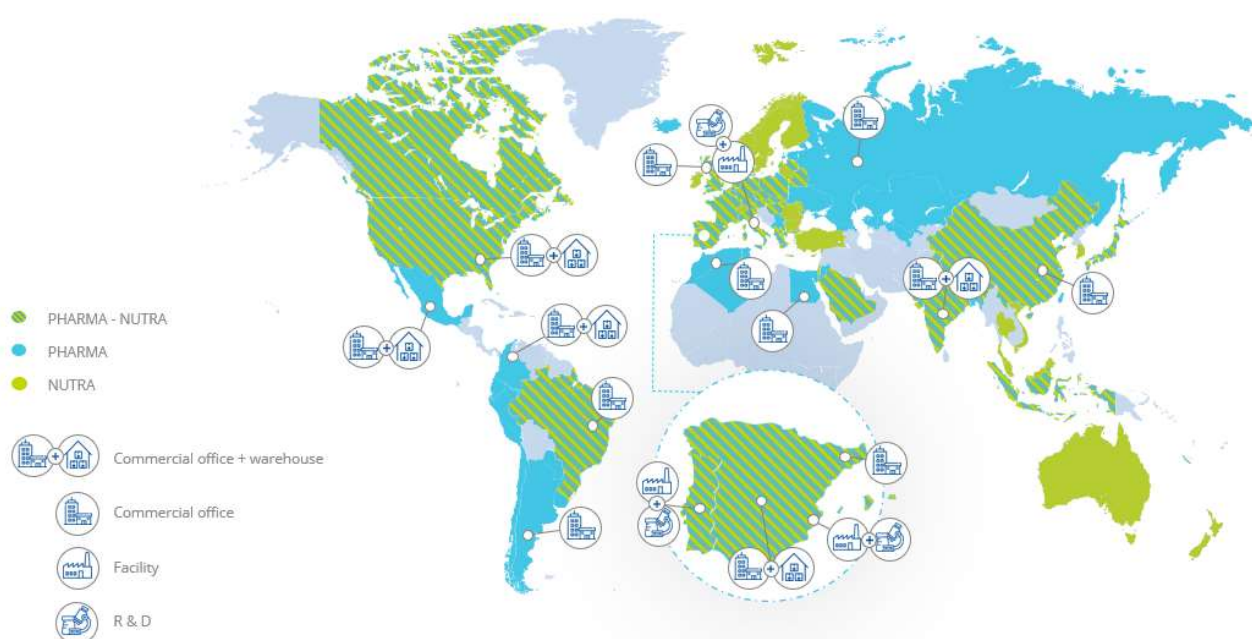 PHARMA - NUTRA
PHARMA
NUTRA
Commercial office + warehouse
Commercial office
Facility
R & D